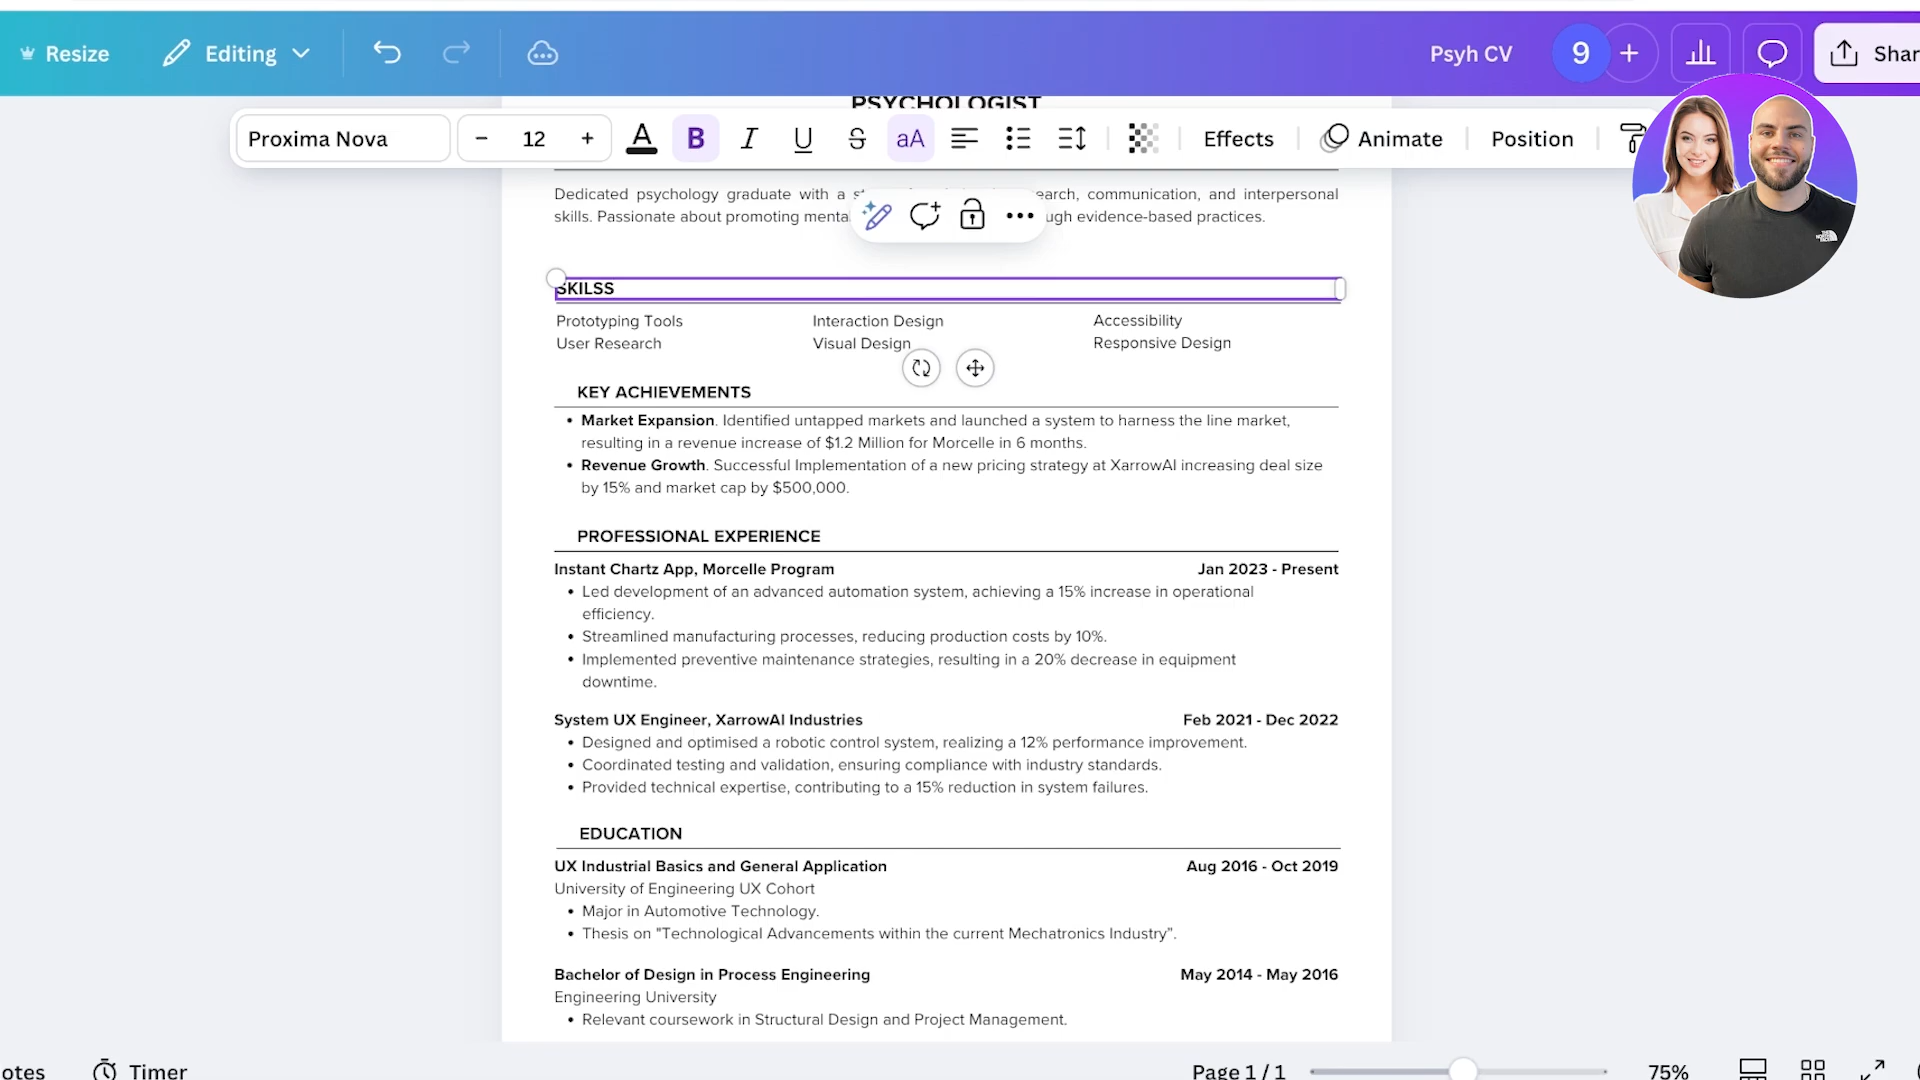 Resize
Editing
Psyh CV
9
+
Shar
PSYCHOLOGIST
Proxima Nova
− 12 +
A B I U S aA
Effects
Animate
Position
Dedicated psychology graduate with a earch, communication, and interpersonal
skills. Passionate about promoting menta ugh evidence-based practices.
SKILSS
Prototyping Tools Interaction Design Accessibility
User Research Visual Design Responsive Design
KEY ACHIEVEMENTS
• Market Expansion. Identified untapped markets and launched a system to harness the line market,
resulting in a revenue increase of $1.2 Million for Morcelle in 6 months.
• Revenue Growth. Successful Implementation of a new pricing strategy at XarrowAI increasing deal size
by 15% and market cap by $500,000.
PROFESSIONAL EXPERIENCE
Instant Chartz App, Morcelle Program Jan 2023 - Present
• Led development of an advanced automation system, achieving a 15% increase in operational
efficiency.
• Streamlined manufacturing processes, reducing production costs by 10%.
• Implemented preventive maintenance strategies, resulting in a 20% decrease in equipment
downtime.
System UX Engineer, XarrowAI Industries Feb 2021 - Dec 2022
• Designed and optimised a robotic control system, realizing a 12% performance improvement.
• Coordinated testing and validation, ensuring compliance with industry standards.
• Provided technical expertise, contributing to a 15% reduction in system failures.
EDUCATION
UX Industrial Basics and General Application Aug 2016 - Oct 2019
University of Engineering UX Cohort
• Major in Automotive Technology.
• Thesis on "Technological Advancements within the current Mechatronics Industry".
Bachelor of Design in Process Engineering May 2014 - May 2016
Engineering University
• Relevant coursework in Structural Design and Project Management.
otes
Timer
Page 1 / 1
75%